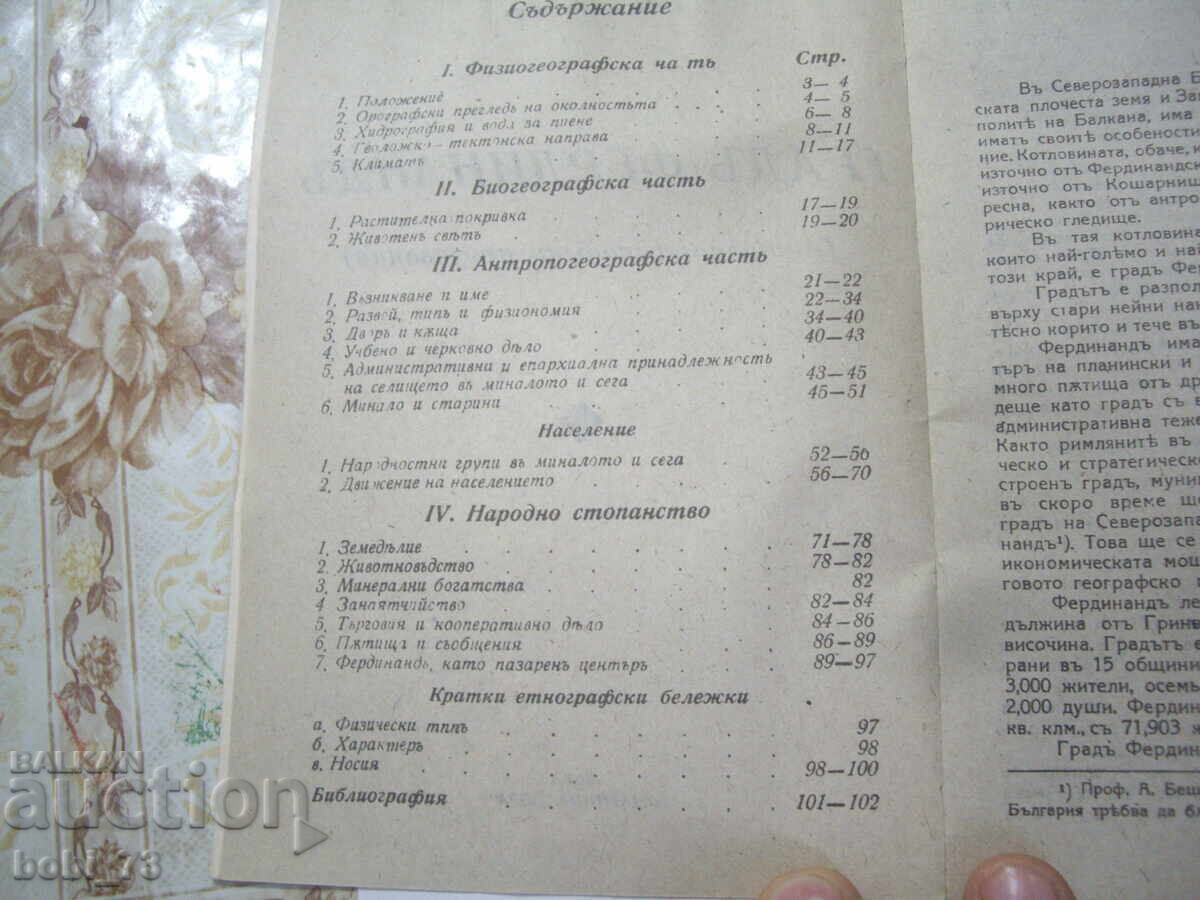 Съдържание
Стр.
I. Физиогеографска ча ть
1. Положение 3— 4
2. Орографски прегледъ на околностьта 4— 5
3. Хидрография и вода за пиене 6— 8
4. Геоложко-тектонска направа 8—11
5. Климатъ 11—17
II. Биогеографска часть
1. Растителна покривка 17—19
2. Животенъ свѣтъ 19—20
III. Антропогеографска часть
1. Възникване и име 21—22
2. Развой, типъ и физиономия 22—34
3. Дворъ и кѫща 34—40
4. Учбено и черковно дѣло 40—43
5. Административна и епархиална принадлежность
на селището въ миналото и сега 43—45
6. Минало и старини 45—51
Население
1. Народностни групи въ миналото и сега 52—56
2. Движение на населението 56—70
IV. Народно стопанство
1. Земедѣлие 71—78
2. Животновъдство 78—82
3. Минерални богатства 82
4 Занаятчийство 82—84
5. Търговия и кооперативно дѣло 84—86
6. Пѫтища и съобщения 86—89
7. Фердинандъ, като пазаренъ центъръ 89—97
Кратки етнографски бележки
а. Физически типъ 97
б. Характеръ 98
в. Носия 98—100
Библиография 101—102
Въ Северозападна Б
ската плочеста земя и За
политѣ на Балкана, има
иматъ своитѣ особености
ние. Котловината, обаче, и
източно отъ Фердинандси
източно отъ Кошарниш
ресна, както отъ антро
рическо гледище.
Въ тая котловина
които най-голѣмо и на
този край, е градъ Фе
Градътъ е разпол
върху стари нейни на
тѣсно корито и тече въ
Фердинандъ има
търъ на планински и
много пѫтища отъ др
деще като градъ съ в
административна теже
Както римлянитѣ въ
ческо и стратегическо
строенъ градъ, муни
въ скоро време ще
градъ на Северозапа
нандъ¹). Това ще се
икономическата мощ
говото географско
Фердинандъ ле
дължина отъ Грин
височина. Градътъ е
рани въ 15 общини
3,000 жители, осемь
2,000 души. Фердин
кв. клм., съ 71,903 ж
Градъ Фердин
¹) Проф. А. Беш
България трѣбва да б
BALKAN
auction
bobi_73